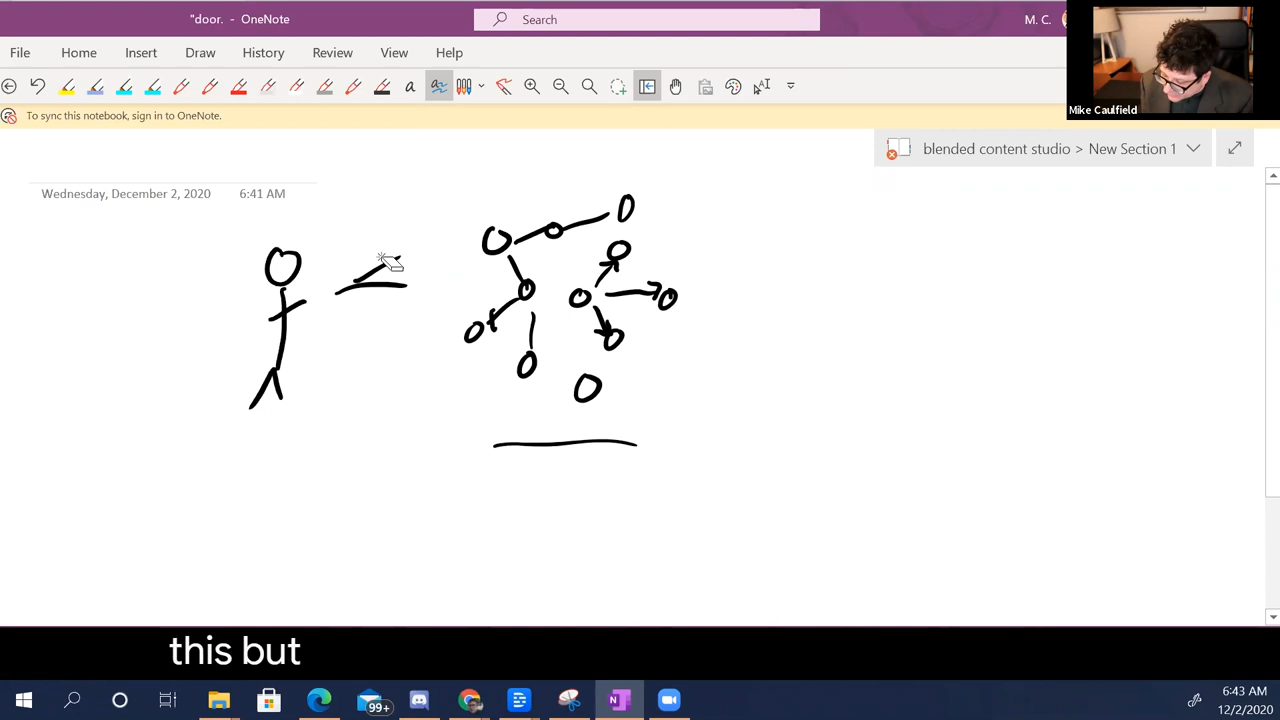 "door. - OneNote
Search
M. C.
File Home Insert Draw History Review View Help
a
Mike Caulfield
To sync this notebook, sign in to OneNote.
blended content studio > New Section 1
Wednesday, December 2, 2020 6:41 AM
this but
99+
N
6:43 AM
12/2/2020